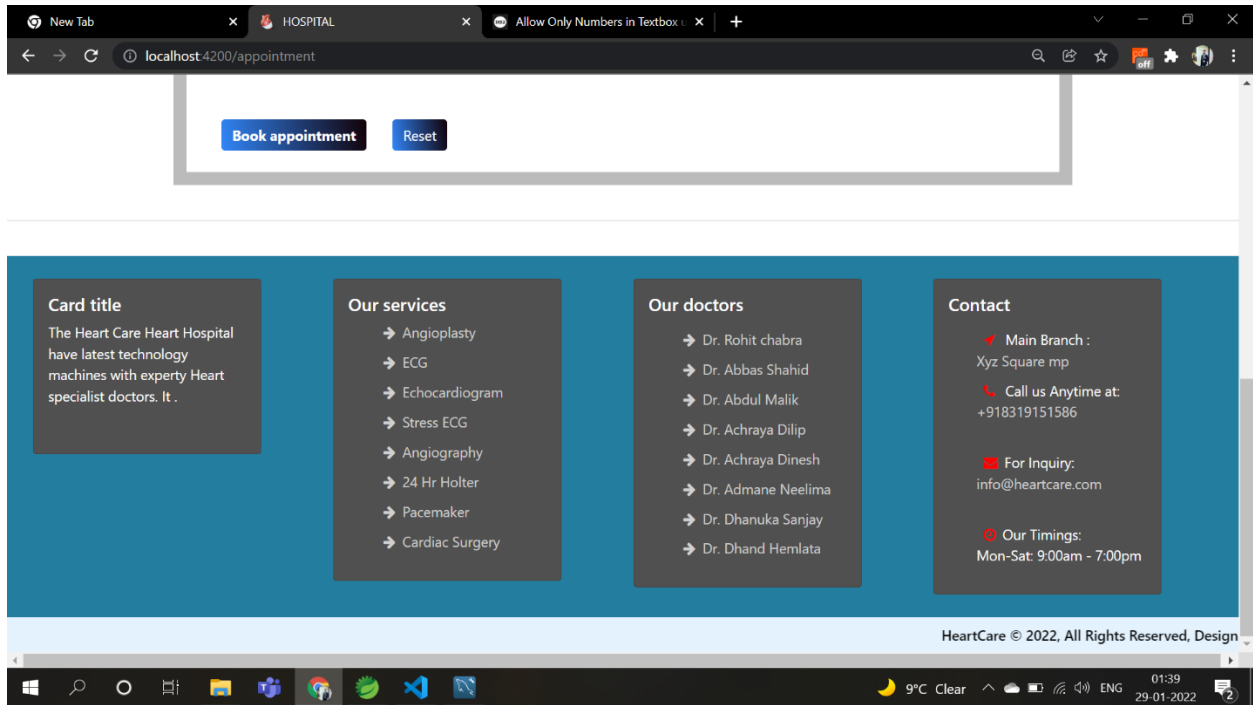 New Tab
HOSPITAL
Allow Only Numbers in Textbox u
localhost:4200/appointment
off
Book appointment
Reset
Card title
The Heart Care Heart Hospital
have latest technology
machines with experty Heart
specialist doctors. It .
Our services
Angioplasty
ECG
Echocardiogram
Stress ECG
Angiography
24 Hr Holter
Pacemaker
Cardiac Surgery
Our doctors
Dr. Rohit chabra
Dr. Abbas Shahid
Dr. Abdul Malik
Dr. Achraya Dilip
Dr. Achraya Dinesh
Dr. Admane Neelima
Dr. Dhanuka Sanjay
Dr. Dhand Hemlata
Contact
Main Branch :
Xyz Square mp
Call us Anytime at:
+918319151586
For Inquiry:
info@heartcare.com
Our Timings:
Mon-Sat: 9:00am - 7:00pm
HeartCare © 2022, All Rights Reserved, Design
9°C Clear
ENG
01:39
29-01-2022
2